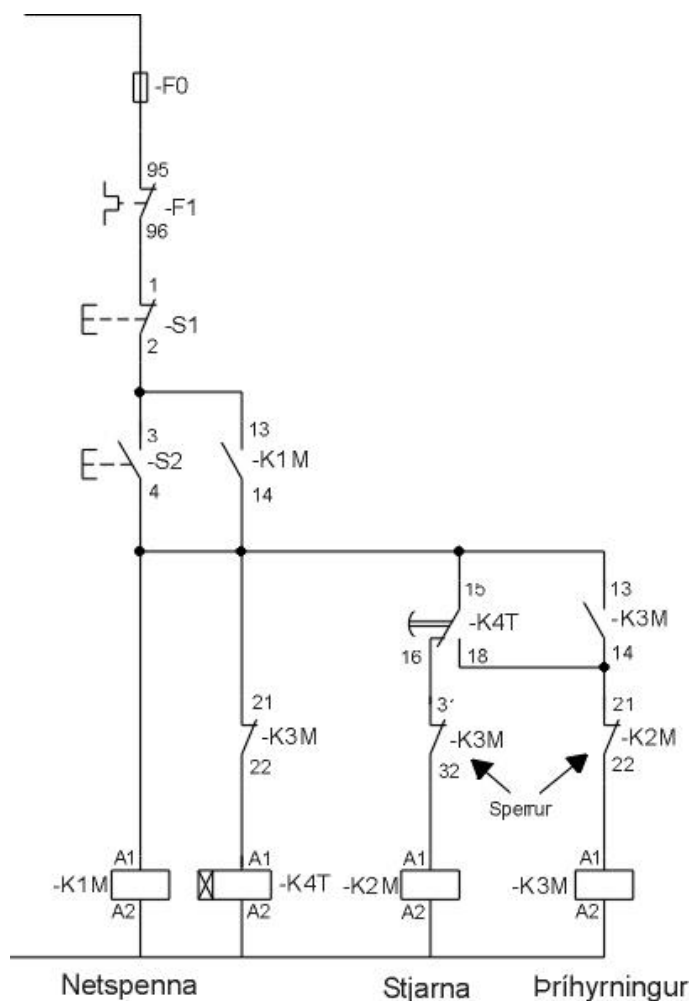 -F0
95
-F1
96
1
-S1
2
3
-S2
4
13
-K1M
14
15
-K4T
16
18
13
-K3M
14
21
-K3M
22
31
-K3M
32
21
-K2M
22
Sperrur
A1
-K1M
A2
A1
-K4T
A2
A1
-K2M
A2
A1
-K3M
A2
Netspenna
Stjarna
Þríhyrningur